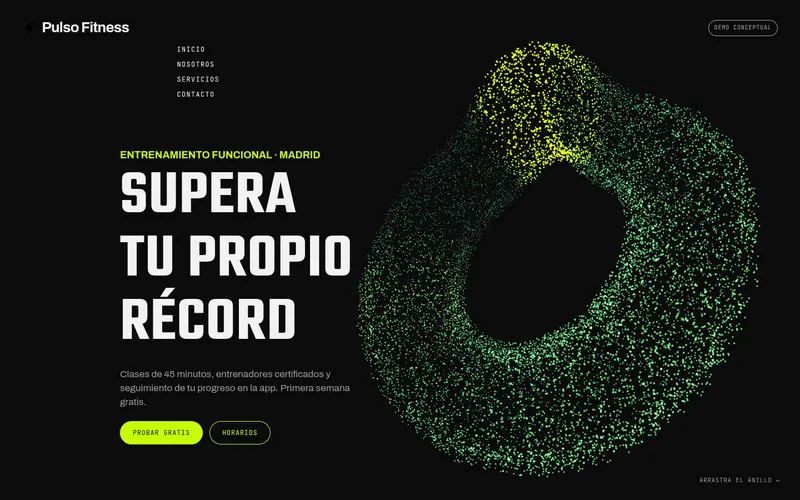 Pulso Fitness
DEMO CONCEPTUAL
INICIO
NOSOTROS
SERVICIOS
CONTACTO
ENTRENAMIENTO FUNCIONAL · MADRID
SUPERA
TU PROPIO
RÉCORD
Clases de 45 minutos, entrenadores certificados y
seguimiento de tu progreso en la app. Primera semana
gratis.
PROBAR GRATIS
HORARIOS
ARRASTRA EL ANILLO